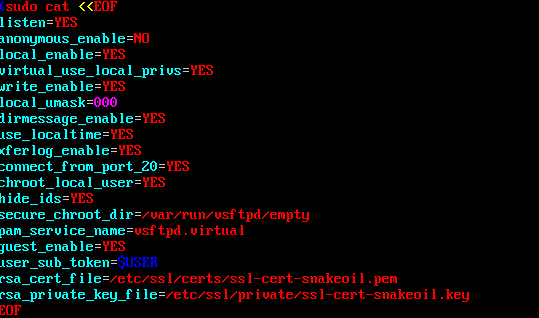 (sudo cat <<EOF
listen=YES
anonymous_enable=NO
local_enable=YES
virtual_use_local_privs=YES
write_enable=YES
local_umask=000
dirmessage_enable=YES
use_localtime=YES
xferlog_enable=YES
connect_from_port_20=YES
chroot_local_user=YES
hide_ids=YES
secure_chroot_dir=/var/run/vsftpd/empty
pam_service_name=vsftpd.virtual
guest_enable=YES
user_sub_token=$USER
rsa_cert_file=/etc/ssl/certs/ssl-cert-snakeoil.pem
rsa_private_key_file=/etc/ssl/private/ssl-cert-snakeoil.key
EOF